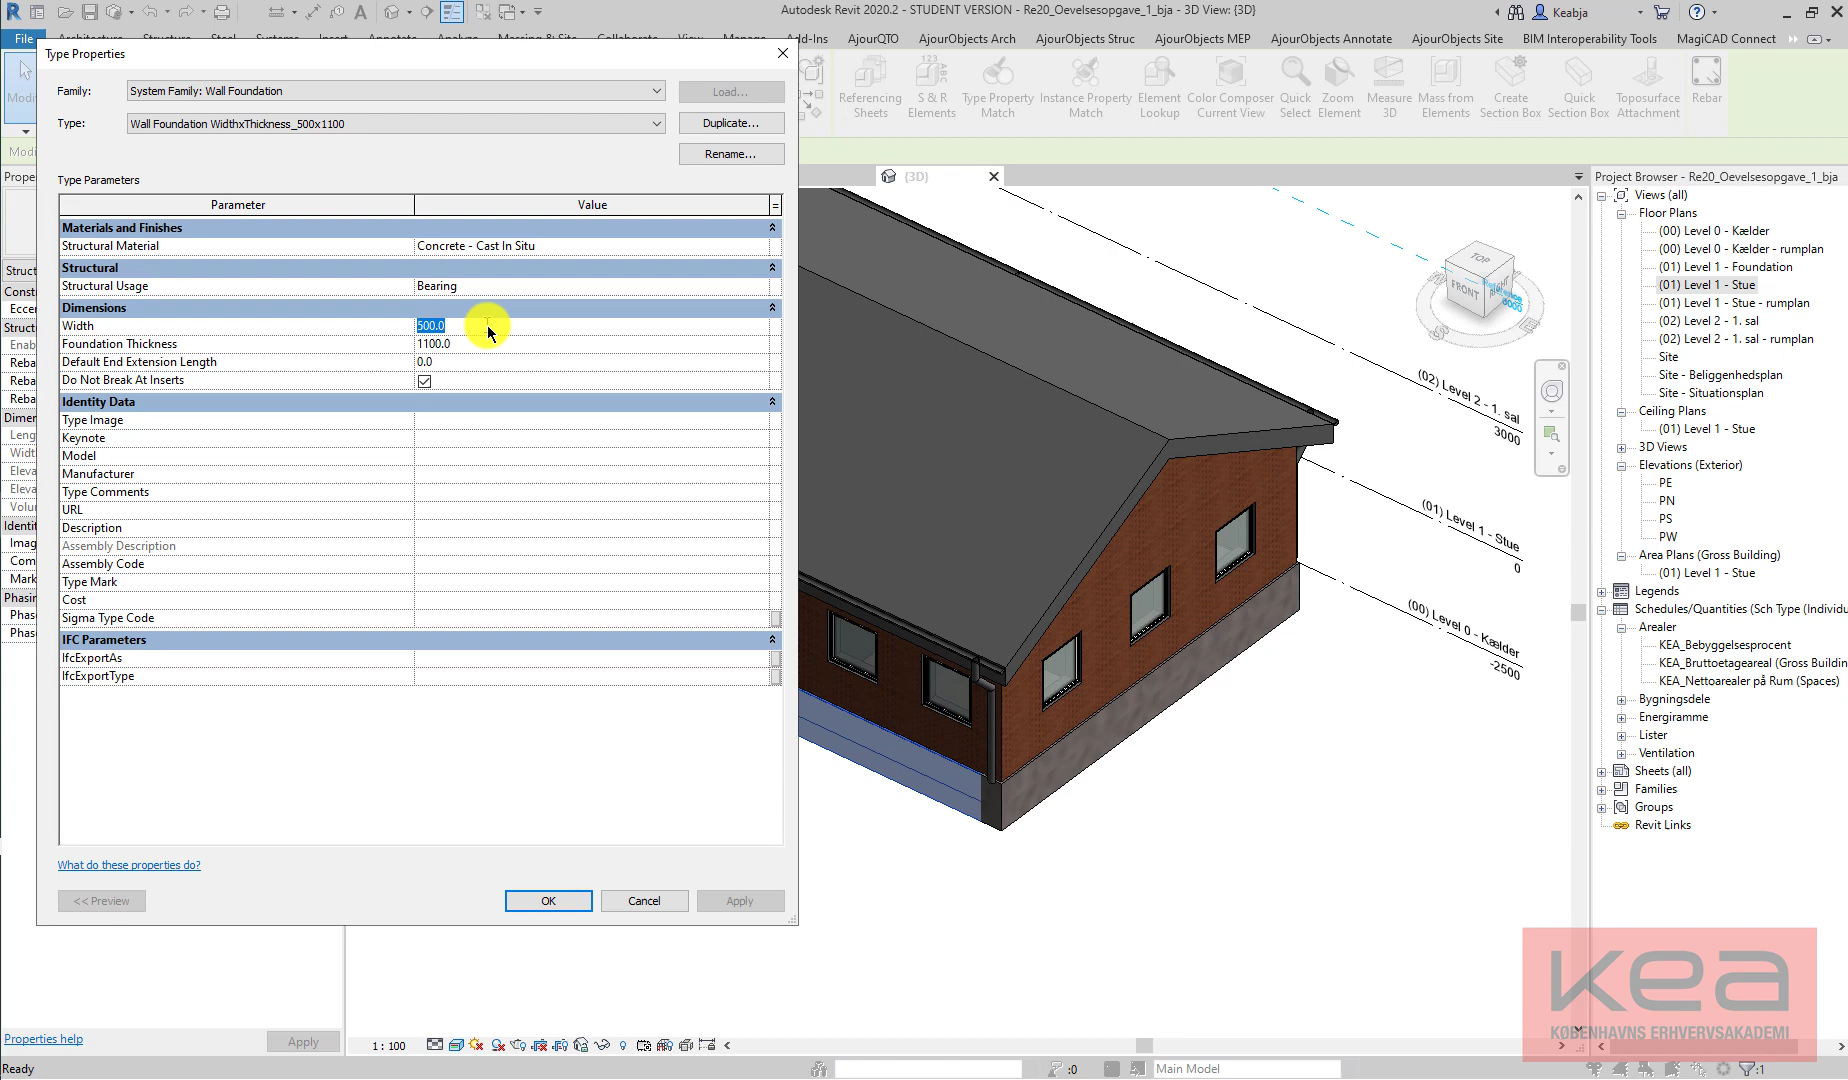 Autodesk Revit 2020.2 - STUDENT VERSION - Re20_Oevelsesopgave_1_bja - 3D View: {3D}
Keabja
File
Add-Ins
AjourQTO
AjourObjects Arch
AjourObjects Struc
AjourObjects MEP
AjourObjects Annotate
AjourObjects Site
BIM Interoperability Tools
MagiCAD Connect
Referencing Sheets
S & R Elements
Type Property Match
Instance Property Match
Element Lookup
Color Composer Current View
Quick Select
Zoom Element
Measure 3D
Mass from Elements
Create Section Box
Quick Section Box
Toposurface Attachment
Rebar
Type Properties
Family:
System Family: Wall Foundation
Load...
Type:
Wall Foundation WidthxThickness_500x1100
Duplicate...
Rename...
Type Parameters
Parameter
Value
=
Materials and Finishes
Structural Material
Concrete - Cast In Situ
Structural
Structural Usage
Bearing
Dimensions
Width
500.0
Foundation Thickness
1100.0
Default End Extension Length
0.0
Do Not Break At Inserts
Identity Data
Type Image
Keynote
Model
Manufacturer
Type Comments
URL
Description
Assembly Description
Assembly Code
Type Mark
Cost
Sigma Type Code
IFC Parameters
IfcExportAs
IfcExportType
What do these properties do?
<< Preview
OK
Cancel
Apply
Properties help
Apply
Ready
{3D}
TOP
FRONT
RIGHT
(02) Level 2 - 1. sal
3000
(01) Level 1 - Stue
0
(00) Level 0 - Kælder
-2500
1 : 100
:0
Main Model
:1
Project Browser - Re20_Oevelsesopgave_1_bja
Views (all)
Floor Plans
(00) Level 0 - Kælder
(00) Level 0 - Kælder - rumplan
(01) Level 1 - Foundation
(01) Level 1 - Stue
(01) Level 1 - Stue - rumplan
(02) Level 2 - 1. sal
(02) Level 2 - 1. sal - rumplan
Site
Site - Beliggenhedsplan
Site - Situationsplan
Ceiling Plans
(01) Level 1 - Stue
3D Views
Elevations (Exterior)
PE
PN
PS
PW
Area Plans (Gross Building)
(01) Level 1 - Stue
Legends
Schedules/Quantities (Sch Type (Individu
Arealer
KEA_Bebyggelsesprocent
KEA_Bruttoetageareal (Gross Buildin
KEA_Nettoarealer på Rum (Spaces)
Bygningsdele
Energiramme
Lister
Ventilation
Sheets (all)
Families
Groups
Revit Links
kea
KØBENHAVNS ERHVERVSAKADEMI